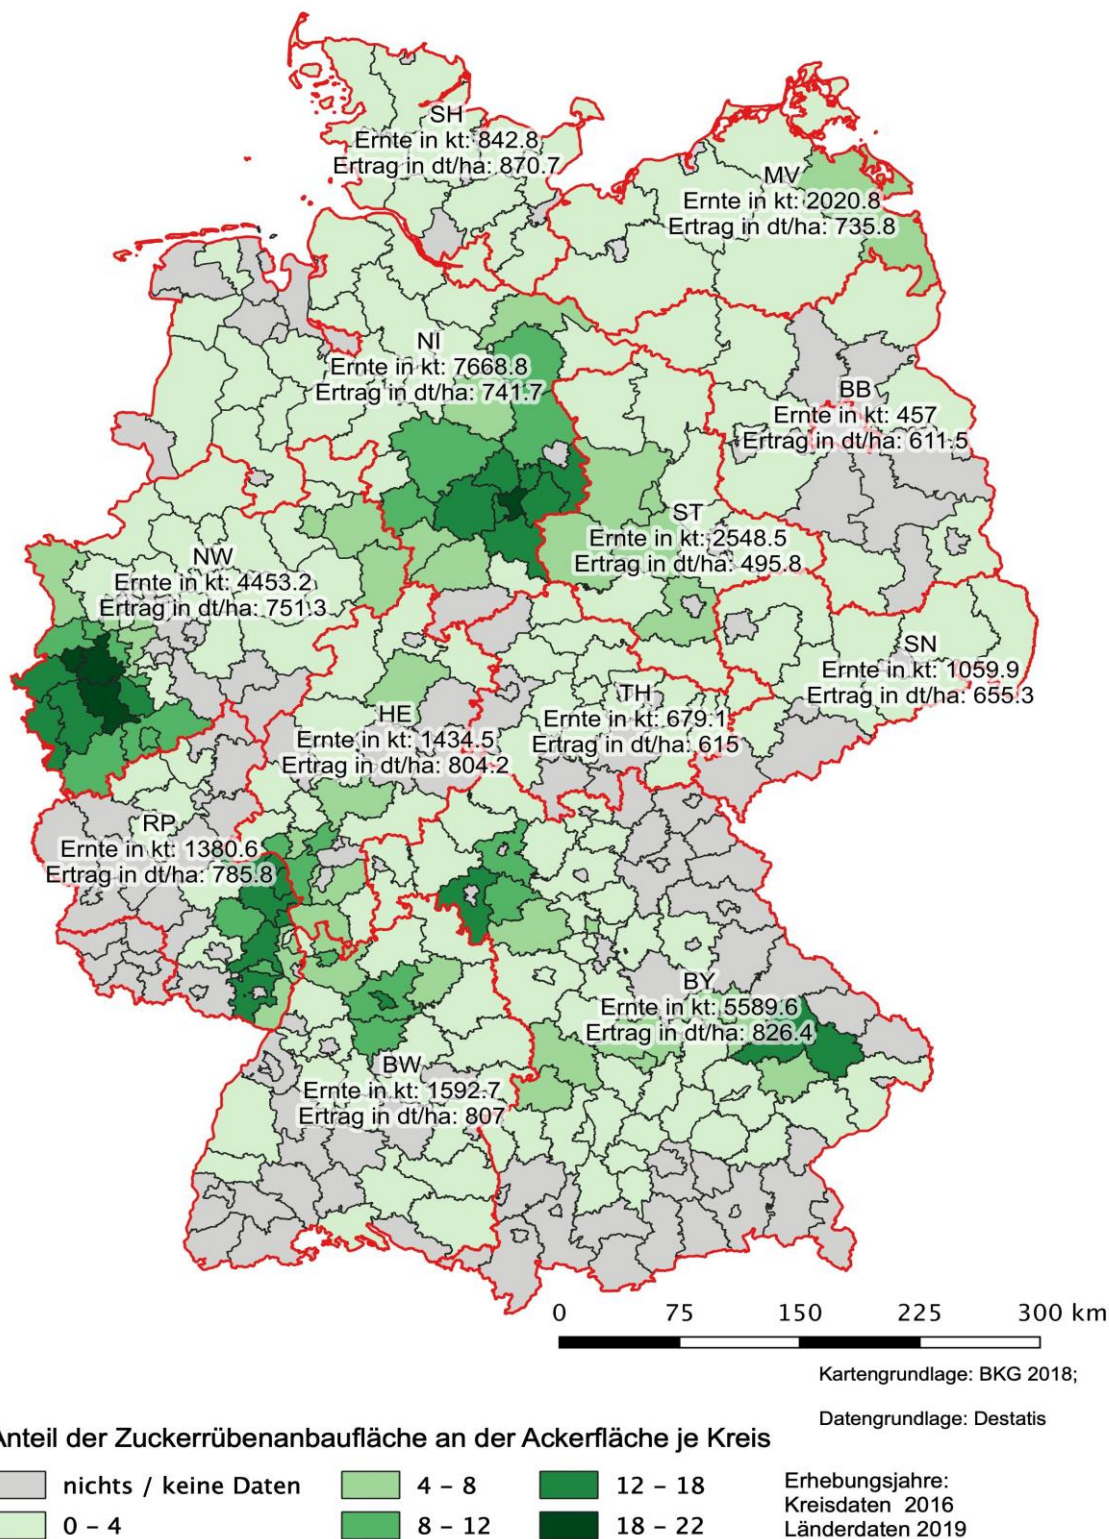 SH
Ernte in kt: 842.8
Ertrag in dt/ha: 870.7
MV
Ernte in kt: 2020.8
Ertrag in dt/ha: 735.8
NI
Ernte in kt: 7668.8
Ertrag in dt/ha: 741.7
BB
Ernte in kt: 457
Ertrag in dt/ha: 611.5
ST
Ernte in kt: 2548.5
Ertrag in dt/ha: 495.8
NW
Ernte in kt: 4453.2
Ertrag in dt/ha: 751.3
SN
Ernte in kt: 1059.9
Ertrag in dt/ha: 655.3
TH
Ernte in kt: 679.1
Ertrag in dt/ha: 615
HE
Ernte in kt: 1434.5
Ertrag in dt/ha: 804.2
RP
Ernte in kt: 1380.6
Ertrag in dt/ha: 785.8
BY
Ernte in kt: 5589.6
Ertrag in dt/ha: 826.4
BW
Ernte in kt: 1592.7
Ertrag in dt/ha: 807
0 75 150 225 300 km
Kartengrundlage: BKG 2018;
Datengrundlage: Destatis
Anteil der Zuckerrübenanbaufläche an der Ackerfläche je Kreis
nichts / keine Daten
0 – 4
4 – 8
8 – 12
12 – 18
18 – 22
Erhebungsjahre:
Kreisdaten 2016
Länderdaten 2019